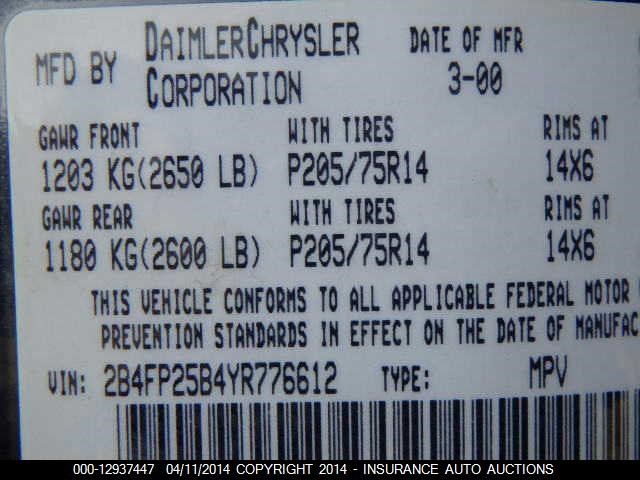 MFD BY DAIMLERCHRYSLER CORPORATION DATE OF MFR 3-00
GAWR FRONT WITH TIRES RIMS AT
1203 KG(2650 LB) P205/75R14 14X6
GAWR REAR WITH TIRES RIMS AT
1180 KG(2600 LB) P205/75R14 14X6
THIS VEHICLE CONFORMS TO ALL APPLICABLE FEDERAL MOTOR
PREVENTION STANDARDS IN EFFECT ON THE DATE OF MANUFAC
VIN: 2B4FP25B4YR776612 TYPE: MPV
000-12937447 04/11/2014 COPYRIGHT 2014 - INSURANCE AUTO AUCTIONS